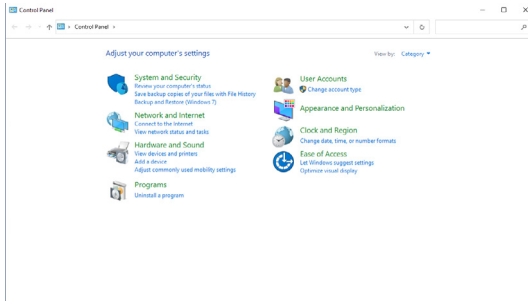 Control Panel
Control Panel
Adjust your computer's settings
View by: Category
System and Security
Review your computer's status
Save backup copies of your files with File History
Backup and Restore (Windows 7)
Network and Internet
Connect to the Internet
View network status and tasks
Hardware and Sound
View devices and printers
Add a device
Adjust commonly used mobility settings
Programs
Uninstall a program
User Accounts
Change account type
Appearance and Personalization
Clock and Region
Change date, time, or number formats
Ease of Access
Let Windows suggest settings
Optimize visual display